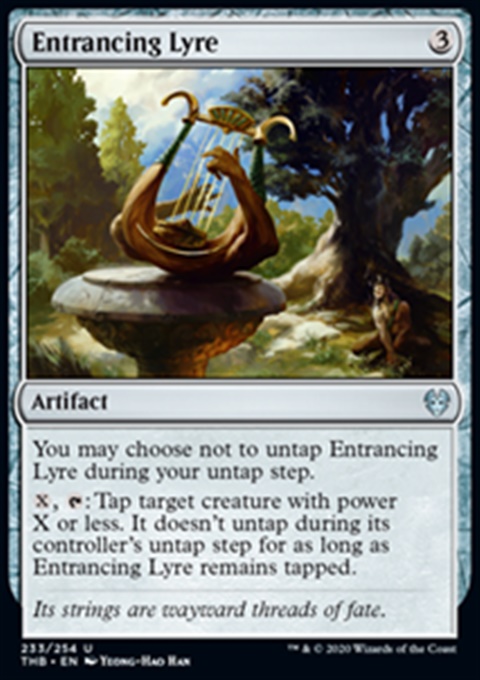 Entrancing Lyre 3
Artifact
You may choose not to untap Entrancing
Lyre during your untap step.
X, : Tap target creature with power
X or less. It doesn't untap during its
controller's untap step for as long as
Entrancing Lyre remains tapped.
Its strings are wayward threads of fate.
233/254 U
THB • EN Yeong-Hao Han
™ & © 2020 Wizards of the Coast